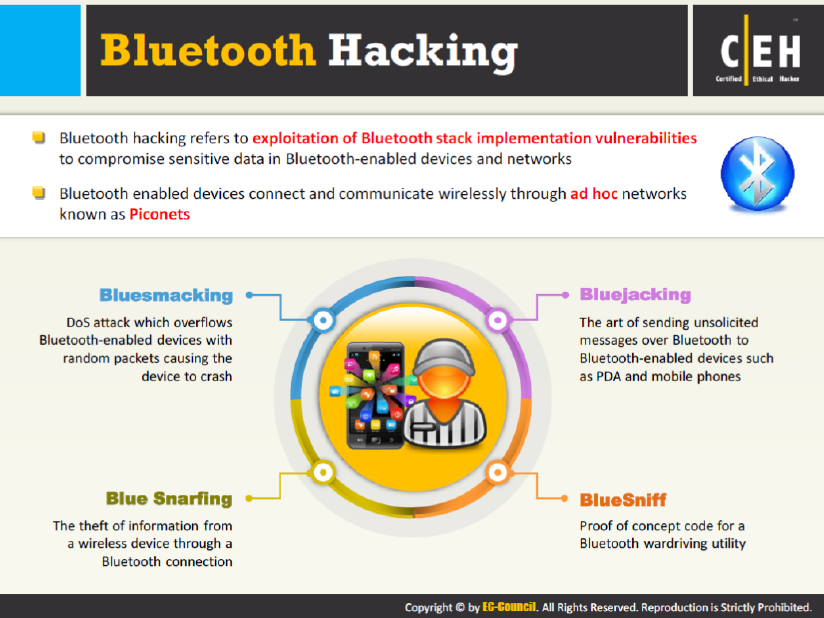 Bluetooth Hacking
C|EH
Certified Ethical Hacker
Bluetooth hacking refers to exploitation of Bluetooth stack implementation vulnerabilities
to compromise sensitive data in Bluetooth-enabled devices and networks
Bluetooth enabled devices connect and communicate wirelessly through ad hoc networks
known as Piconets
Bluesmacking
DoS attack which overflows
Bluetooth-enabled devices with
random packets causing the
device to crash
Bluejacking
The art of sending unsolicited
messages over Bluetooth to
Bluetooth-enabled devices such
as PDA and mobile phones
Blue Snarfing
The theft of information from
a wireless device through a
Bluetooth connection
BlueSniff
Proof of concept code for a
Bluetooth wardriving utility
Copyright © by EC-Council. All Rights Reserved. Reproduction is Strictly Prohibited.